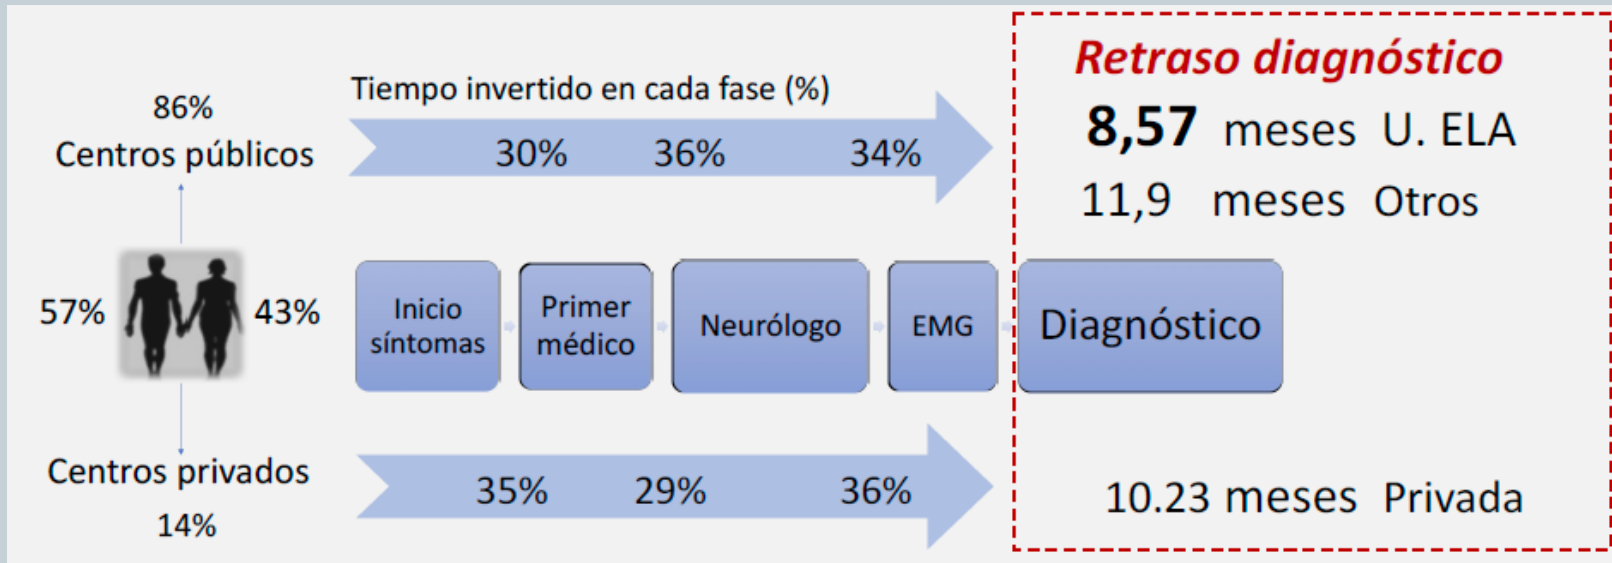 Retraso diagnóstico
Tiempo invertido en cada fase (%)
86%
Centros públicos
30% 36% 34%
8,57 meses U. ELA
11,9 meses Otros
57% 43%
Inicio
síntomas
Primer
médico
Neurólogo
EMG
Diagnóstico
Centros privados
14%
35% 29% 36%
10.23 meses Privada